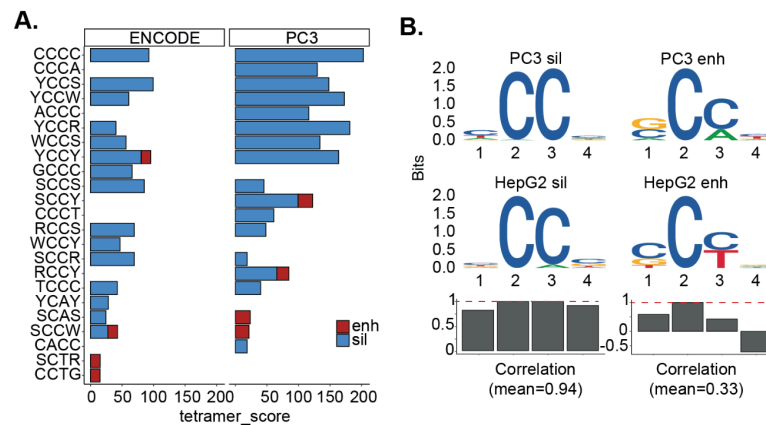 A.
ENCODE PC3
CCCC
CCCA
YCCS
YCCW
ACCC
YCCR
WCCS
YCCY
GCCC
SCCS
SCCY
CCCT
RCCS
WCCY
SCCR
RCCY
TCCC
YCAY
SCAS
SCCW
CACC
SCTR
CCTG
enh
sil
0 50 100 150 200 0 50 100 150 200
tetramer_score
B.
PC3 sil PC3 enh
2.0
1.5
1.0
0.5
0.0
1 2 3 4 1 2 3 4
Bits
HepG2 sil HepG2 enh
2.0
1.5
1.0
0.5
0.0
1 2 3 4 1 2 3 4
1
0.5
0
1
0.5
0
-0.5
Correlation Correlation
(mean=0.94) (mean=0.33)